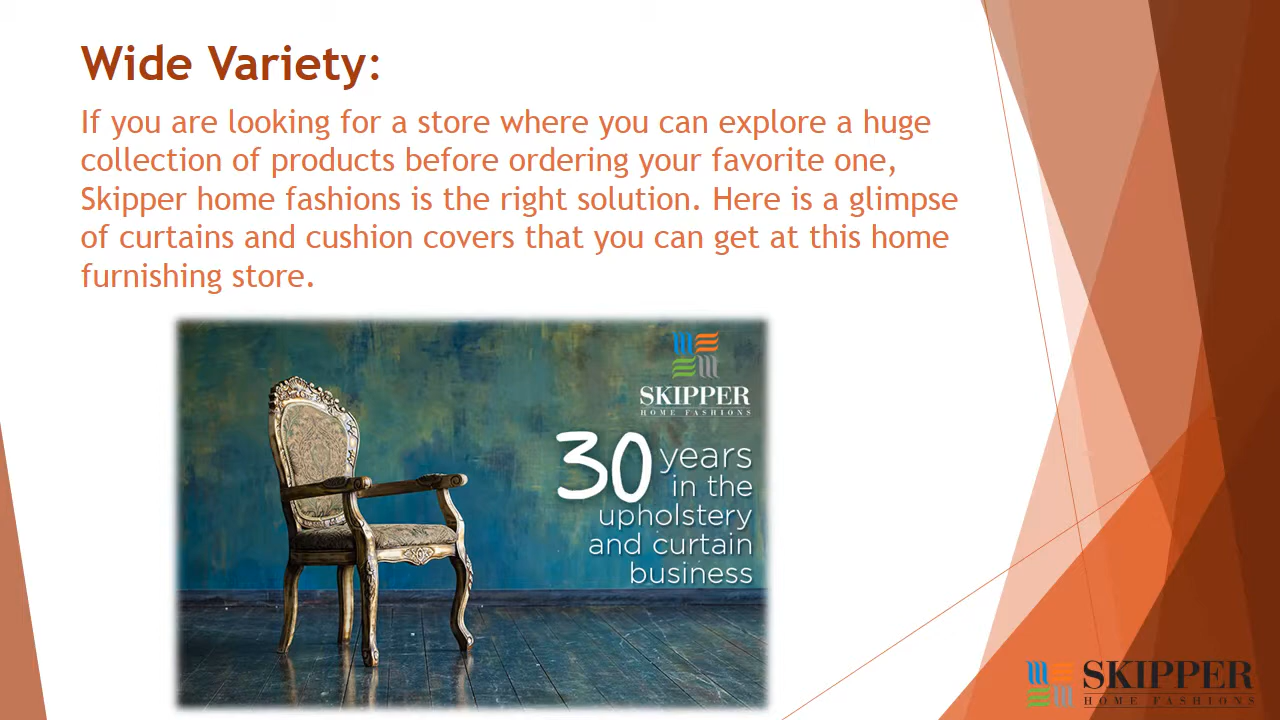 Wide Variety:
If you are looking for a store where you can explore a huge
collection of products before ordering your favorite one,
Skipper home fashions is the right solution. Here is a glimpse
of curtains and cushion covers that you can get at this home
furnishing store.
SKIPPER
HOME FASHIONS
30 years
in the
upholstery
and curtain
business
SKIPPER
HOME FASHIONS